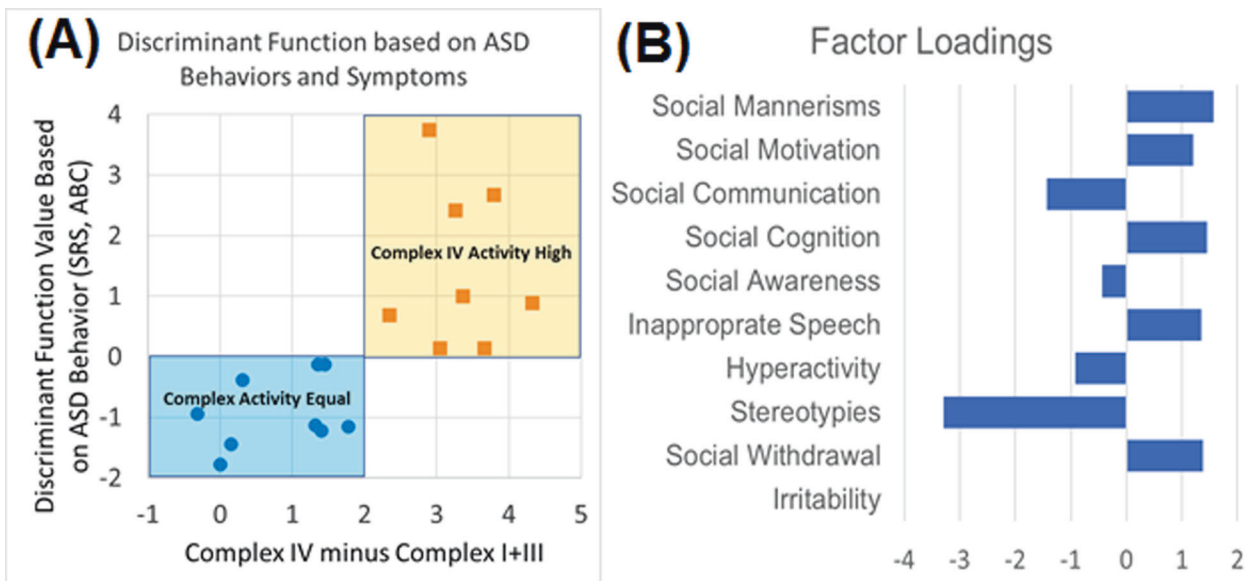 (A)
Discriminant Function based on ASD
Behaviors and Symptoms
Discriminant Function Value Based
on ASD Behavior (SRS, ABC)
4
3
2
1
0
-1
-2
Complex IV Activity High
Complex Activity Equal
-1 0 1 2 3 4 5
Complex IV minus Complex I+III
(B)
Factor Loadings
Social Mannerisms
Social Motivation
Social Communication
Social Cognition
Social Awareness
Inapproprate Speech
Hyperactivity
Stereotypies
Social Withdrawal
Irritability
-4 -3 -2 -1 0 1 2